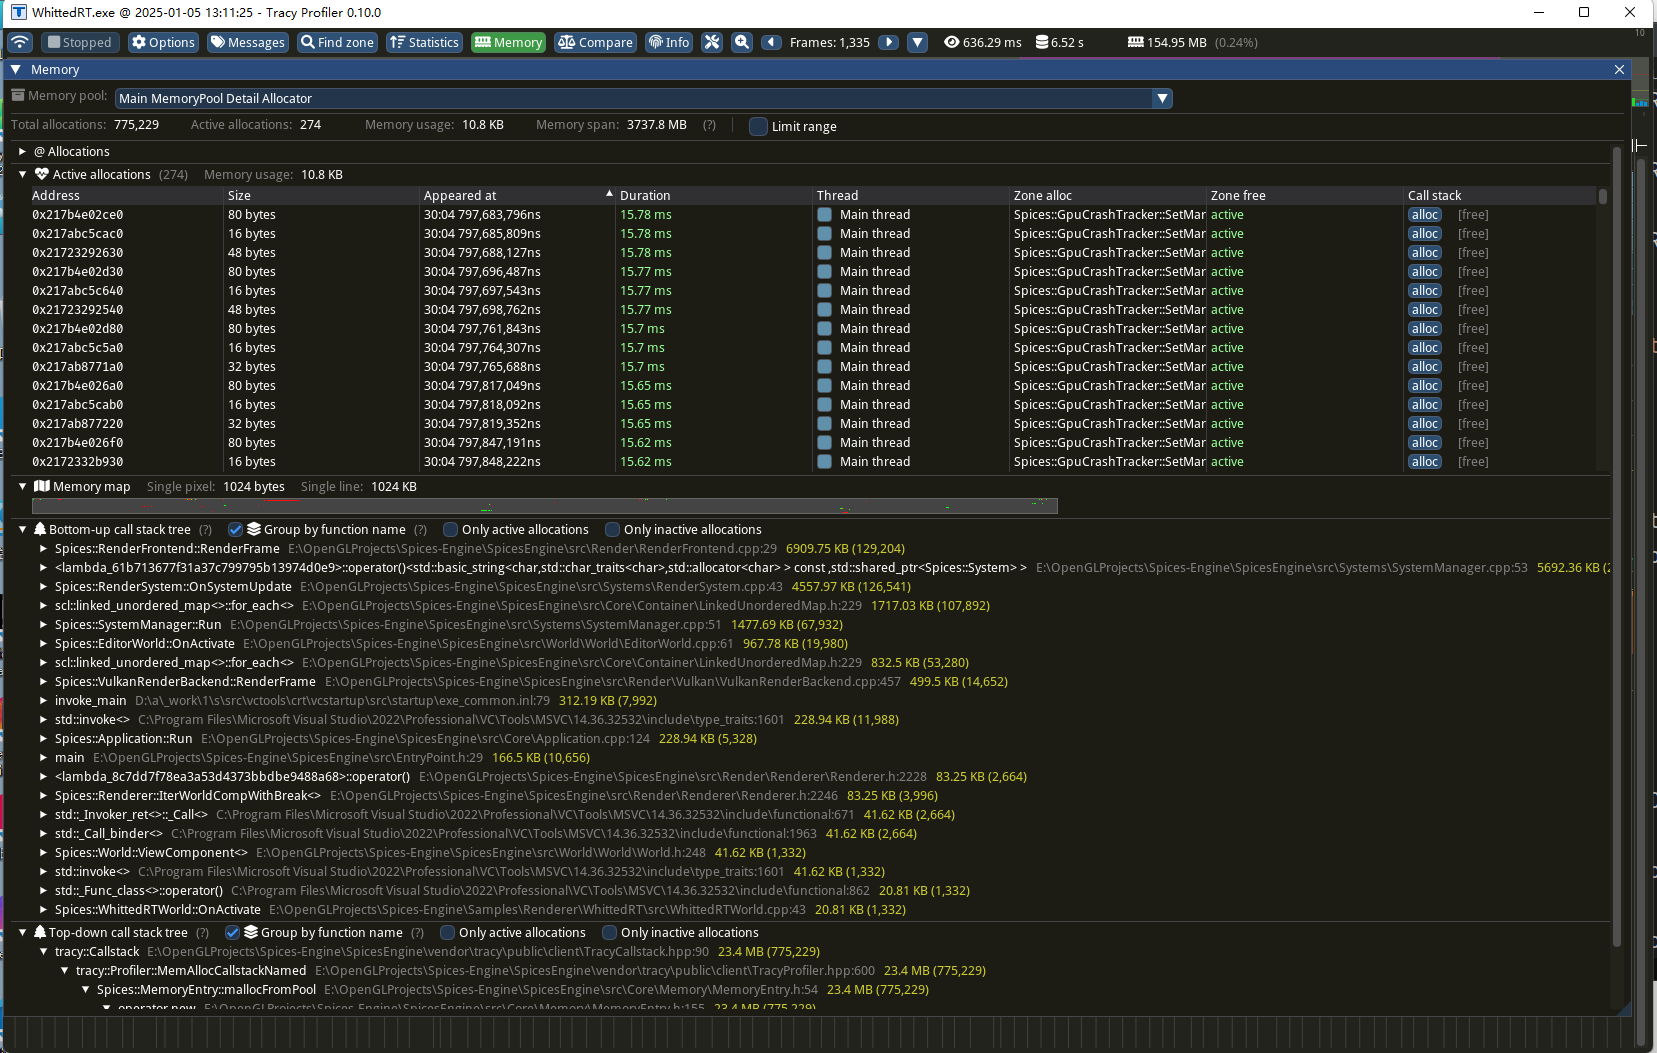 WhittedRT.exe @ 2025-01-05 13:11:25 - Tracy Profiler 0.10.0
Stopped Options Messages Find zone Statistics Memory Compare Info Frames: 1,335 636.29 ms 6.52 s 154.95 MB (0.24%)
10
Memory
Memory pool: Main MemoryPool Detail Allocator
Total allocations: 775,229 Active allocations: 274 Memory usage: 10.8 KB Memory span: 3737.8 MB (?) Limit range
@ Allocations
Active allocations (274) Memory usage: 10.8 KB
Address Size Appeared at Duration Thread Zone alloc Zone free Call stack
0x217b4e02ce0 80 bytes 30:04 797,683,796ns 15.78 ms Main thread Spices::GpuCrashTracker::SetMar active alloc [free]
0x217abc5cac0 16 bytes 30:04 797,685,809ns 15.78 ms Main thread Spices::GpuCrashTracker::SetMar active alloc [free]
0x21723292630 48 bytes 30:04 797,688,127ns 15.78 ms Main thread Spices::GpuCrashTracker::SetMar active alloc [free]
0x217b4e02d30 80 bytes 30:04 797,696,487ns 15.77 ms Main thread Spices::GpuCrashTracker::SetMar active alloc [free]
0x217abc5c640 16 bytes 30:04 797,697,543ns 15.77 ms Main thread Spices::GpuCrashTracker::SetMar active alloc [free]
0x21723292540 48 bytes 30:04 797,698,762ns 15.77 ms Main thread Spices::GpuCrashTracker::SetMar active alloc [free]
0x217b4e02d80 80 bytes 30:04 797,761,843ns 15.7 ms Main thread Spices::GpuCrashTracker::SetMar active alloc [free]
0x217abc5c5a0 16 bytes 30:04 797,764,307ns 15.7 ms Main thread Spices::GpuCrashTracker::SetMar active alloc [free]
0x217ab8771a0 32 bytes 30:04 797,765,688ns 15.7 ms Main thread Spices::GpuCrashTracker::SetMar active alloc [free]
0x217b4e026a0 80 bytes 30:04 797,817,049ns 15.65 ms Main thread Spices::GpuCrashTracker::SetMar active alloc [free]
0x217abc5cab0 16 bytes 30:04 797,818,092ns 15.65 ms Main thread Spices::GpuCrashTracker::SetMar active alloc [free]
0x217ab877220 32 bytes 30:04 797,819,352ns 15.65 ms Main thread Spices::GpuCrashTracker::SetMar active alloc [free]
0x217b4e026f0 80 bytes 30:04 797,847,191ns 15.62 ms Main thread Spices::GpuCrashTracker::SetMar active alloc [free]
0x2172332b930 16 bytes 30:04 797,848,222ns 15.62 ms Main thread Spices::GpuCrashTracker::SetMar active alloc [free]
Memory map Single pixel: 1024 bytes Single line: 1024 KB
Bottom-up call stack tree (?) Group by function name (?) Only active allocations Only inactive allocations
Spices::RenderFrontend::RenderFrame E:\OpenGLProjects\Spices-Engine\SpicesEngine\src\Render\RenderFrontend.cpp:29 6909.75 KB (129,204)
<lambda_61b713677f31a37c799795b13974d0e9>::operator()<std::basic_string<char,std::char_traits<char>,std::allocator<char> > const ,std::shared_ptr<Spices::System> > E:\OpenGLProjects\Spices-Engine\SpicesEngine\src\Systems\SystemManager.cpp:53 5692.36 KB (2
Spices::RenderSystem::OnSystemUpdate E:\OpenGLProjects\Spices-Engine\SpicesEngine\src\Systems\RenderSystem.cpp:43 4557.97 KB (126,541)
scl::linked_unordered_map<>::for_each<> E:\OpenGLProjects\Spices-Engine\SpicesEngine\src\Core\Container\LinkedUnorderedMap.h:229 1717.03 KB (107,892)
Spices::SystemManager::Run E:\OpenGLProjects\Spices-Engine\SpicesEngine\src\Systems\SystemManager.cpp:51 1477.69 KB (67,932)
Spices::EditorWorld::OnActivate E:\OpenGLProjects\Spices-Engine\SpicesEngine\src\World\World\EditorWorld.cpp:61 967.78 KB (19,980)
scl::linked_unordered_map<>::for_each<> E:\OpenGLProjects\Spices-Engine\SpicesEngine\src\Core\Container\LinkedUnorderedMap.h:229 832.5 KB (53,280)
Spices::VulkanRenderBackend::RenderFrame E:\OpenGLProjects\Spices-Engine\SpicesEngine\src\Render\Vulkan\VulkanRenderBackend.cpp:457 499.5 KB (14,652)
invoke_main D:\a\_work\1\s\src\vctools\crt\vcstartup\src\startup\exe_common.inl:79 312.19 KB (7,992)
std::invoke<> C:\Program Files\Microsoft Visual Studio\2022\Professional\VC\Tools\MSVC\14.36.32532\include\type_traits:1601 228.94 KB (11,988)
Spices::Application::Run E:\OpenGLProjects\Spices-Engine\SpicesEngine\src\Core\Application.cpp:124 228.94 KB (5,328)
main E:\OpenGLProjects\Spices-Engine\SpicesEngine\src\EntryPoint.h:29 166.5 KB (10,656)
<lambda_8c7dd7f78ea3a53d4373bbdbe9488a68>::operator() E:\OpenGLProjects\Spices-Engine\SpicesEngine\src\Render\Renderer\Renderer.h:2228 83.25 KB (2,664)
Spices::Renderer::IterWorldCompWithBreak<> E:\OpenGLProjects\Spices-Engine\SpicesEngine\src\Render\Renderer\Renderer.h:2246 83.25 KB (3,996)
std::_Invoker_ret<>::_Call<> C:\Program Files\Microsoft Visual Studio\2022\Professional\VC\Tools\MSVC\14.36.32532\include\functional:671 41.62 KB (2,664)
std::_Call_binder<> C:\Program Files\Microsoft Visual Studio\2022\Professional\VC\Tools\MSVC\14.36.32532\include\functional:1963 41.62 KB (2,664)
Spices::World::ViewComponent<> E:\OpenGLProjects\Spices-Engine\SpicesEngine\src\World\World\World.h:248 41.62 KB (1,332)
std::invoke<> C:\Program Files\Microsoft Visual Studio\2022\Professional\VC\Tools\MSVC\14.36.32532\include\type_traits:1601 41.62 KB (1,332)
std::_Func_class<>::operator() C:\Program Files\Microsoft Visual Studio\2022\Professional\VC\Tools\MSVC\14.36.32532\include\functional:862 20.81 KB (1,332)
Spices::WhittedRTWorld::OnActivate E:\OpenGLProjects\Spices-Engine\Samples\Renderer\WhittedRT\src\WhittedRTWorld.cpp:43 20.81 KB (1,332)
Top-down call stack tree (?) Group by function name (?) Only active allocations Only inactive allocations
tracy::Callstack E:\OpenGLProjects\Spices-Engine\SpicesEngine\vendor\tracy\public\client\TracyCallstack.hpp:90 23.4 MB (775,229)
tracy::Profiler::MemAllocCallstackNamed E:\OpenGLProjects\Spices-Engine\SpicesEngine\vendor\tracy\public\client\TracyProfiler.hpp:600 23.4 MB (775,229)
Spices::MemoryEntry::mallocFromPool E:\OpenGLProjects\Spices-Engine\SpicesEngine\src\Core\Memory\MemoryEntry.h:54 23.4 MB (775,229)
operator new E:\OpenGLProjects\Spices-Engine\SpicesEngine\src\Core\Memory\MemoryEntry.h:155 23.4 MB (775,229)